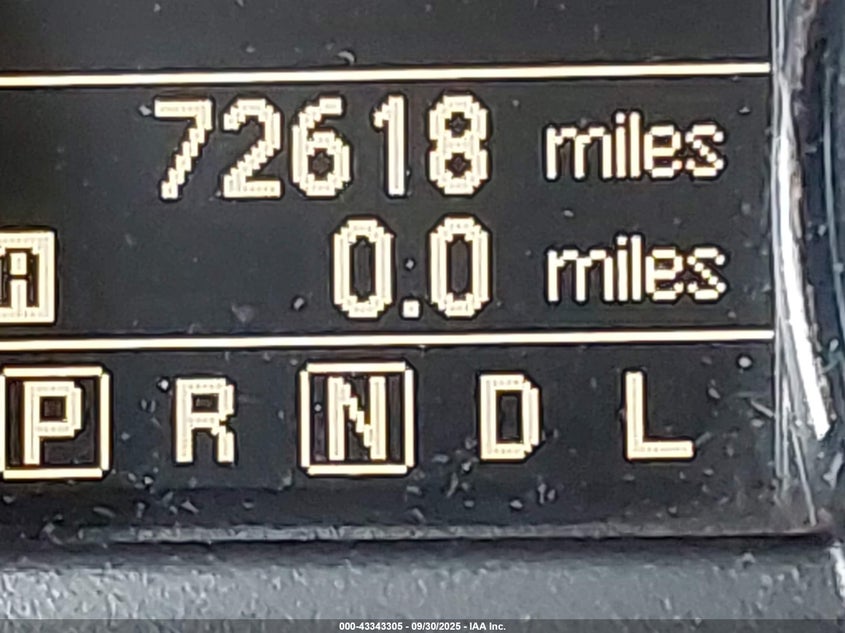 72618 miles
A 0.0 miles
P R N D L
000-43343305 - 09/30/2025 - IAA Inc.